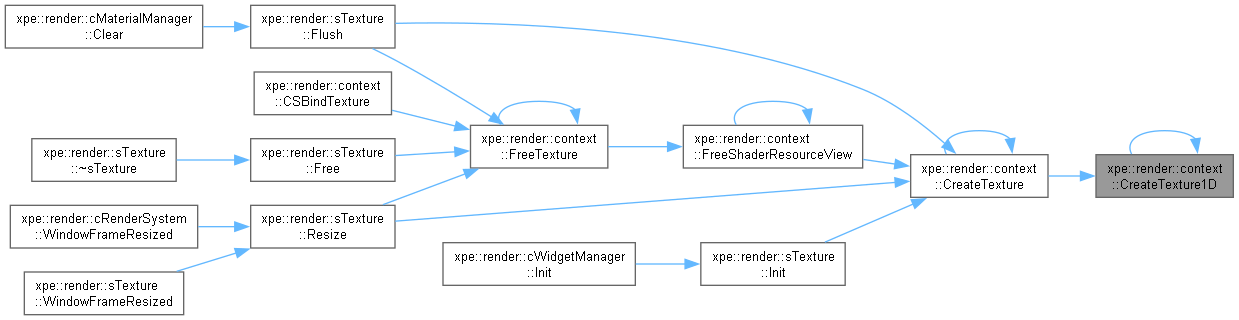 xpe::render::cMaterialManager
::Clear
xpe::render::sTexture
::Flush
xpe::render::context
::CSBindTexture
xpe::render::sTexture
::~sTexture
xpe::render::sTexture
::Free
xpe::render::context
::FreeTexture
xpe::render::context
::FreeShaderResourceView
xpe::render::context
::CreateTexture
xpe::render::context
::CreateTexture1D
xpe::render::cRenderSystem
::WindowFrameResized
xpe::render::sTexture
::Resize
xpe::render::sTexture
::WindowFrameResized
xpe::render::cWidgetManager
::Init
xpe::render::sTexture
::Init